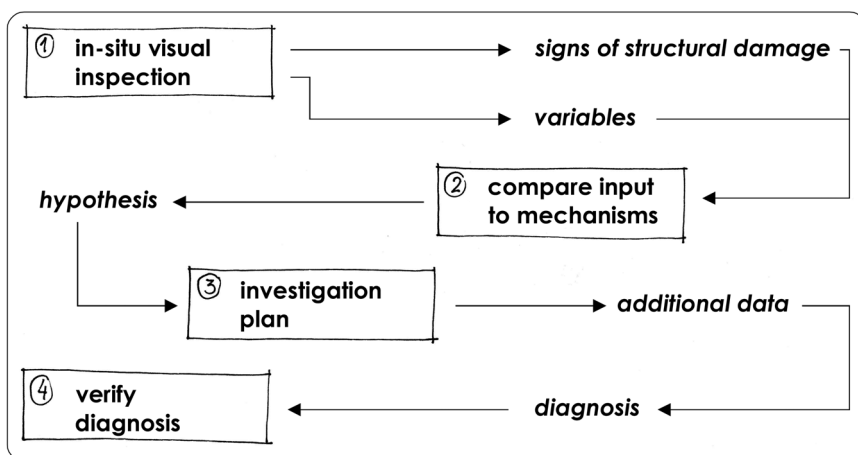 ① in-situ visual
inspection
signs of structural damage
variables
② compare input
to mechanisms
hypothesis
③ investigation
plan
additional data
④ verify
diagnosis
diagnosis